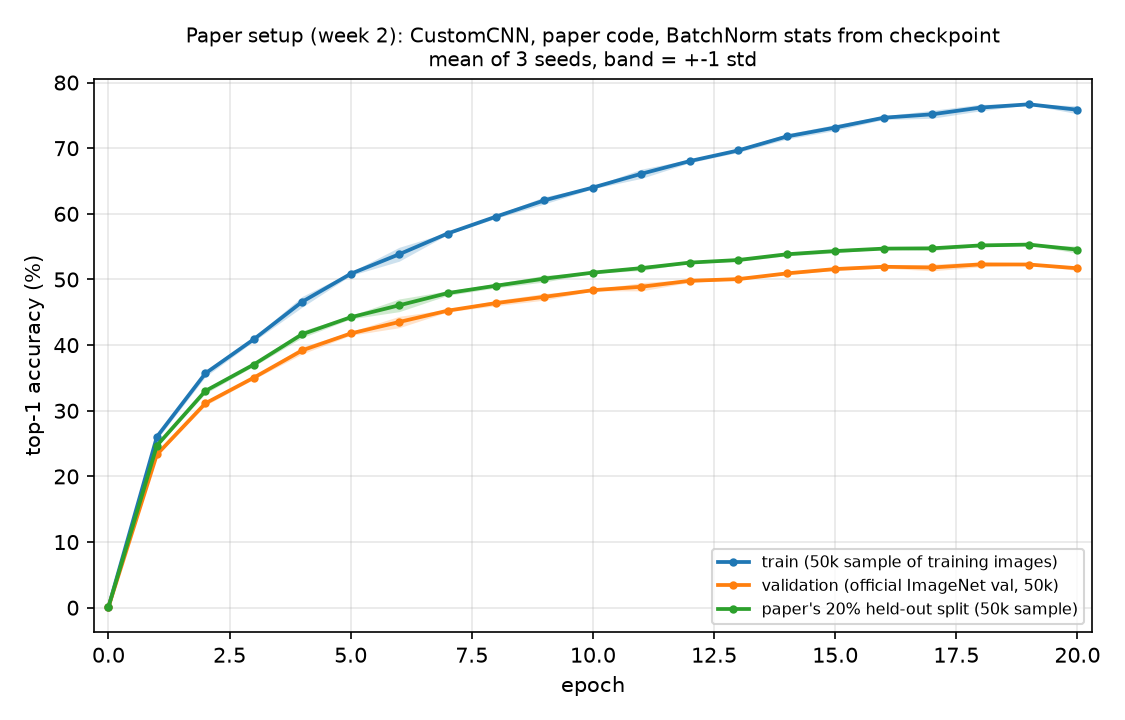 Paper setup (week 2): CustomCNN, paper code, BatchNorm stats from checkpoint
mean of 3 seeds, band = +-1 std
top-1 accuracy (%)
80
70
60
50
40
30
20
10
0
0.0
2.5
5.0
7.5
10.0
12.5
15.0
17.5
20.0
epoch
train (50k sample of training images)
validation (official ImageNet val, 50k)
paper's 20% held-out split (50k sample)